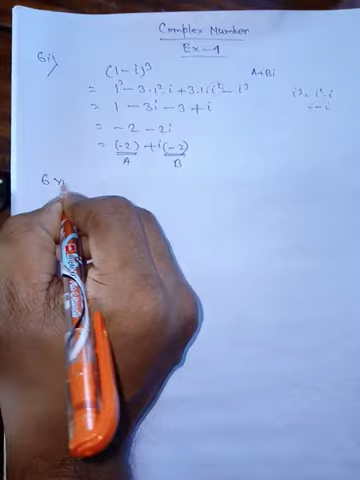 Complex Number
Ex-4
6i) (1-i)³ A+Bi
= 1³ - 3.1².i + 3.1.i² - i³ i³ = i².i
= 1 - 3i - 3 + i = -i
= -2 - 2i
= (-2) + i(-2)
A B
6